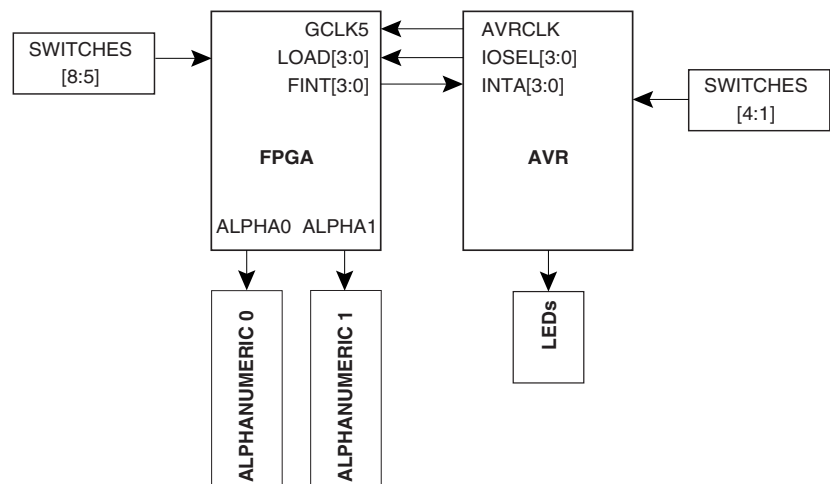 SWITCHES
[8:5]
GCLK5
LOAD[3:0]
FINT[3:0]
FPGA
ALPHA0 ALPHA1
AVRCLK
IOSEL[3:0]
INTA[3:0]
AVR
SWITCHES
[4:1]
ALPHANUMERIC 0
ALPHANUMERIC 1
LEDs